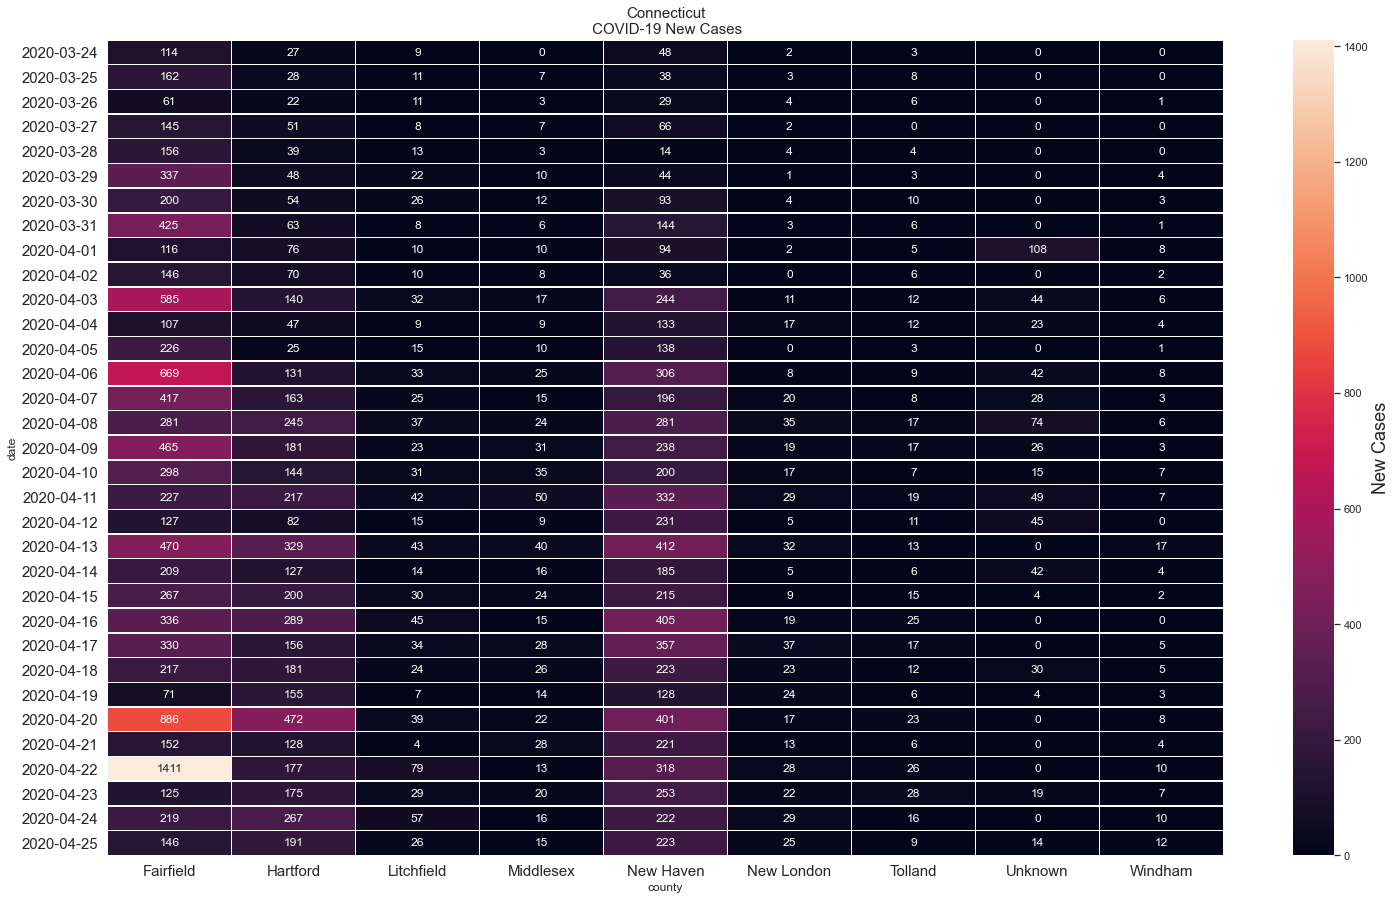 Connecticut
COVID-19 New Cases
2020-03-24 114 27 9 0 48 2 3 0 0
2020-03-25 162 28 11 7 38 3 8 0 0
2020-03-26 61 22 11 3 29 4 6 0 1
2020-03-27 145 51 8 7 66 2 0 0 0
2020-03-28 156 39 13 3 14 4 4 0 0
2020-03-29 337 48 22 10 44 1 3 0 4
2020-03-30 200 54 26 12 93 4 10 0 3
2020-03-31 425 63 8 6 144 3 6 0 1
2020-04-01 116 76 10 10 94 2 5 108 8
2020-04-02 146 70 10 8 36 0 6 0 2
2020-04-03 585 140 32 17 244 11 12 44 6
2020-04-04 107 47 9 9 133 17 12 23 4
2020-04-05 226 25 15 10 138 0 3 0 1
2020-04-06 669 131 33 25 306 8 9 42 8
2020-04-07 417 163 25 15 196 20 8 28 3
2020-04-08 281 245 37 24 281 35 17 74 6
2020-04-09 465 181 23 31 238 19 17 26 3
2020-04-10 298 144 31 35 200 17 7 15 7
2020-04-11 227 217 42 50 332 29 19 49 7
2020-04-12 127 82 15 9 231 5 11 45 0
2020-04-13 470 329 43 40 412 32 13 0 17
2020-04-14 209 127 14 16 185 5 6 42 4
2020-04-15 267 200 30 24 215 9 15 4 2
2020-04-16 336 289 45 15 405 19 25 0 0
2020-04-17 330 156 34 28 357 37 17 0 5
2020-04-18 217 181 24 26 223 23 12 30 5
2020-04-19 71 155 7 14 128 24 6 4 3
2020-04-20 886 472 39 22 401 17 23 0 8
2020-04-21 152 128 4 28 221 13 6 0 4
2020-04-22 1411 177 79 13 318 28 26 0 10
2020-04-23 125 175 29 20 253 22 28 19 7
2020-04-24 219 267 57 16 222 29 16 0 10
2020-04-25 146 191 26 15 223 25 9 14 12
Fairfield Hartford Litchfield Middlesex New Haven New London Tolland Unknown Windham
county
date
1400
1200
1000
800
600
400
200
0
New Cases